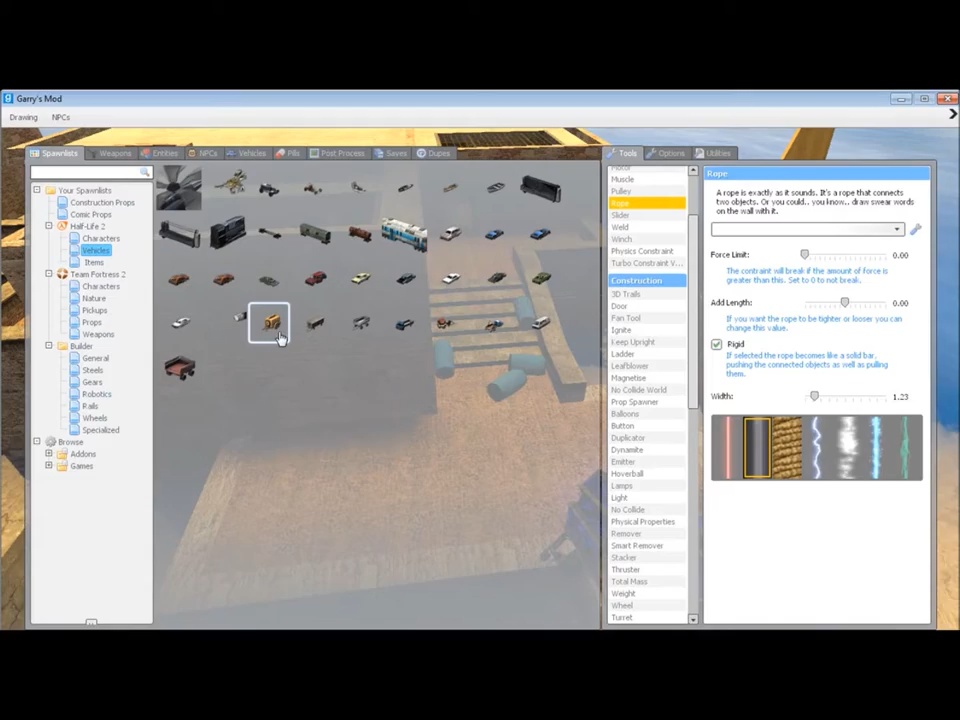 Garry's Mod
Drawing NPCs
Spawnlists Weapons Entities NPCs Vehicles Pills Post Process Saves Dupes
Your Spawnlists
Construction Props
Comic Props
Half-Life 2
Characters
Vehicles
Items
Team Fortress 2
Characters
Nature
Pickups
Props
Weapons
Builder
General
Steels
Gears
Robotics
Rails
Wheels
Specialized
Browse
Addons
Games
Tools Options Utilities
Motor
Muscle
Pulley
Rope
Slider
Weld
Winch
Physics Constraint
Turbo Constraint V...
Construction
3D Trails
Door
Fan Tool
Ignite
Keep Upright
Ladder
Leafblower
Magnetise
No Collide World
Prop Spawner
Balloons
Button
Duplicator
Dynamite
Emitter
Hoverball
Lamps
Light
No Collide
Physical Properties
Remover
Smart Remover
Stacker
Thruster
Total Mass
Weight
Wheel
Turret
Rope
A rope is exactly as it sounds. It's a rope that connects
two objects. Or you could.. you know.. draw swear words
on the wall with it.
Force Limit: 0.00
The contraint will break if the amount of force is
greater than this. Set to 0 to not break.
Add Length: 0.00
If you want the rope to be tighter or looser you can
change this value.
Rigid
If selected the rope becomes like a solid bar,
pushing the connected objects as well as pulling
them.
Width: 1.23